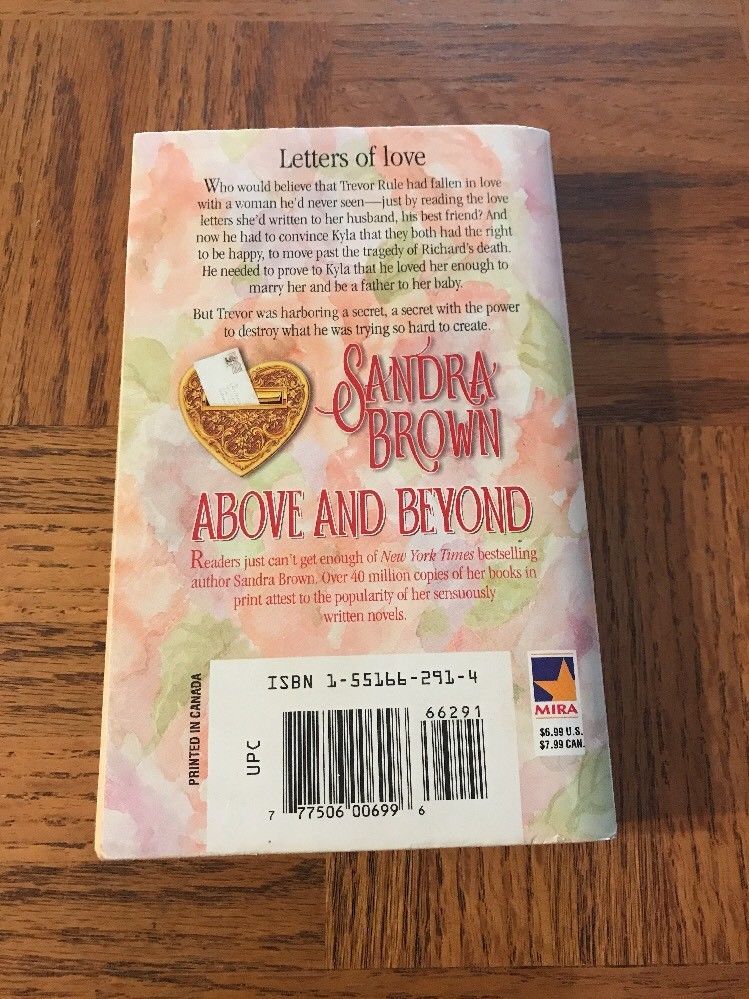 Letters of love
Who would believe that Trevor Rule had fallen in love
with a woman he'd never seen—just by reading the love
letters she'd written to her husband, his best friend? And
now he had to convince Kyla that they both had the right
to be happy, to move past the tragedy of Richard's death.
He needed to prove to Kyla that he loved her enough to
marry her and be a father to her baby.
But Trevor was harboring a secret, a secret with the power
to destroy what he was trying so hard to create.
SANDRA
BROWN
ABOVE AND BEYOND
Readers just can't get enough of New York Times bestselling
author Sandra Brown. Over 40 million copies of her books in
print attest to the popularity of her sensuously
written novels.
PRINTED IN CANADA
ISBN 1-55166-291-4
66291
UPC
7 77506 00699 6
MIRA
$6.99 U.S.
$7.99 CAN.